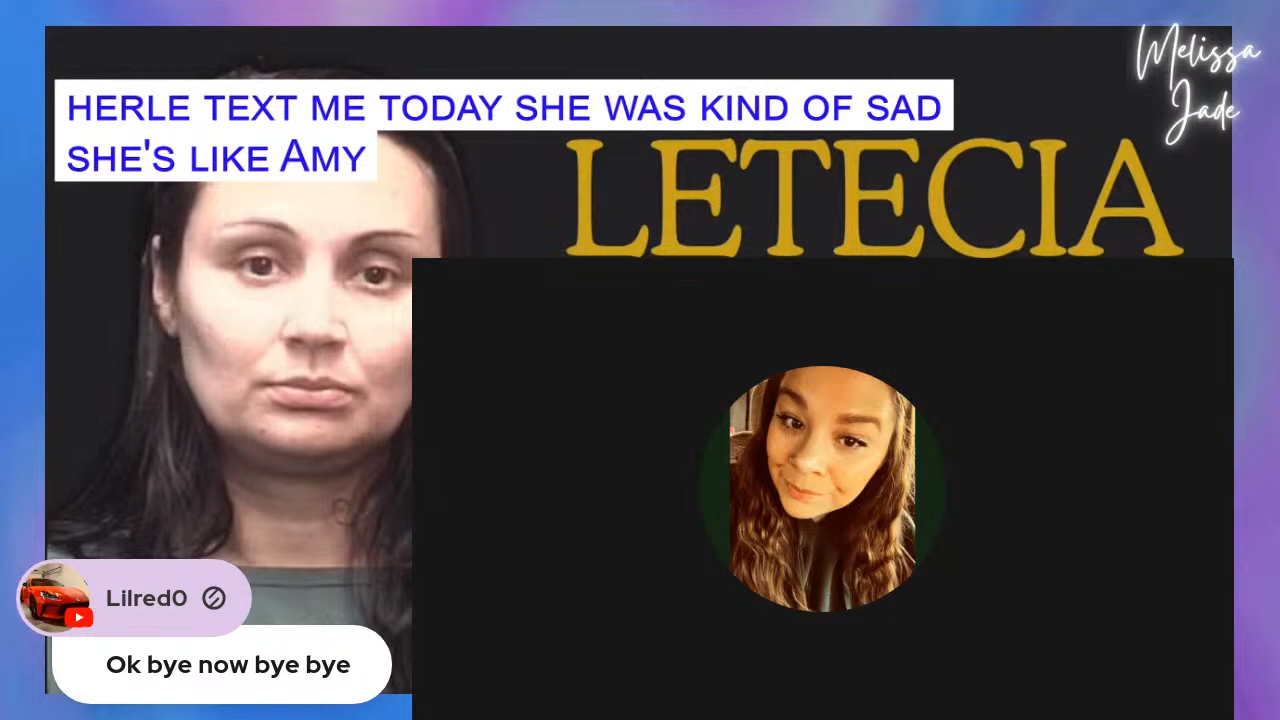 Melissa
Jade
HERLE TEXT ME TODAY SHE WAS KIND OF SAD
SHE'S LIKE AMY
LETECIA
Lilred0
Ok bye now bye bye